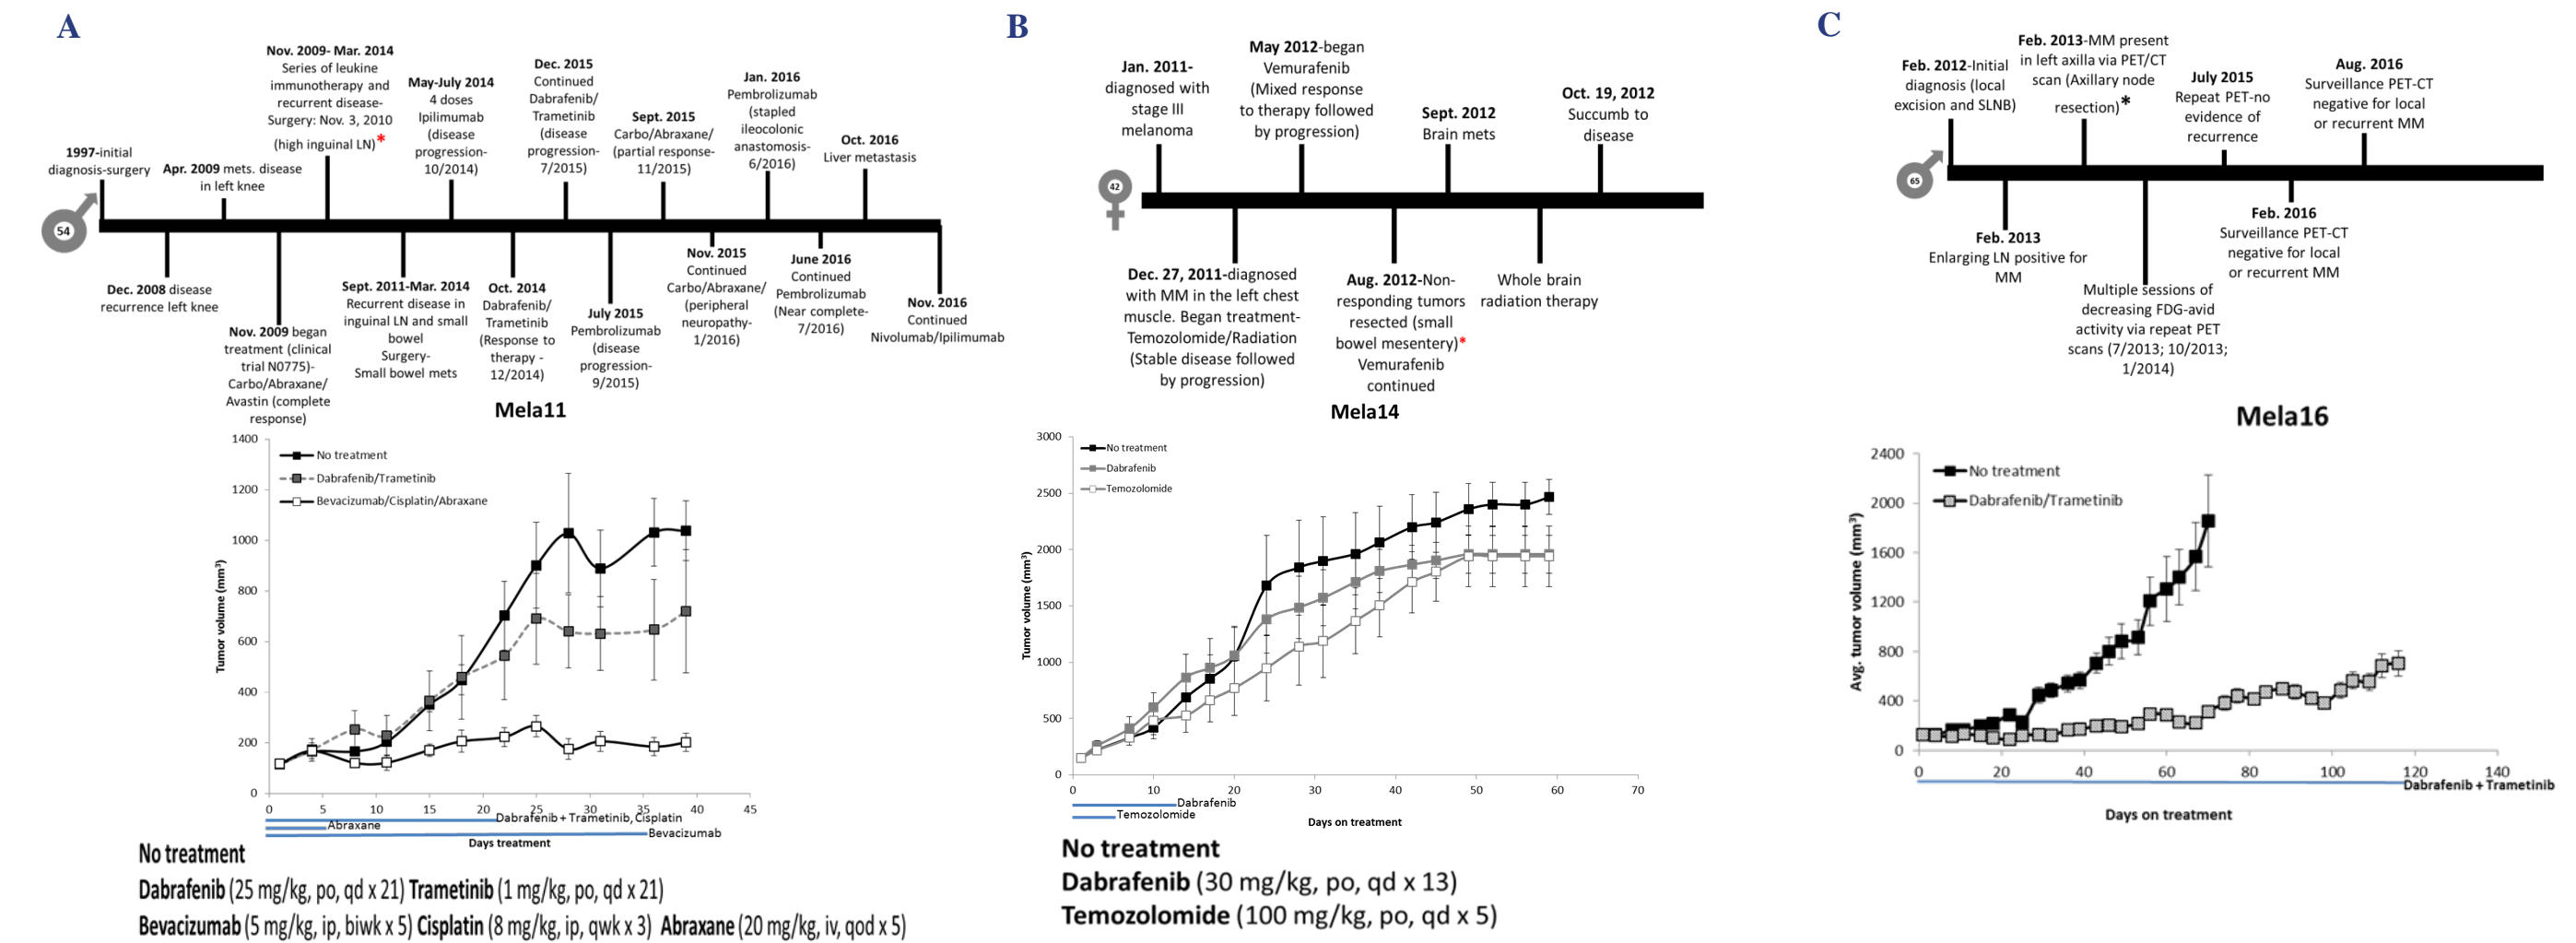 A
Nov. 2009- Mar. 2014
Series of leukine
immunotherapy and
recurrent disease-
Surgery: Nov. 3, 2010
(high inguinal LN)*
May-July 2014
4 doses
Ipilimumab
(disease
progression-
10/2014)
Dec. 2015
Continued
Dabrafenib/
Trametinib
(disease
progression-
7/2015)
Sept. 2015
Carbo/Abraxane/
(partial response-
11/2015)
Jan. 2016
Pembrolizumab
(stapled
ileocolonic
anastomosis-
6/2016)
Oct. 2016
Liver metastasis
1997-initial
diagnosis-surgery
Apr. 2009 mets. disease
in left knee
54
Dec. 2008 disease
recurrence left knee
Nov. 2009 began
treatment (clinical
trial N0775)-
Carbo/Abraxane/
Avastin (complete
response)
Sept. 2011-Mar. 2014
Recurrent disease in
inguinal LN and small
bowel
Surgery-
Small bowel mets
Oct. 2014
Dabrafenib/
Trametinib
(Response to
therapy -
12/2014)
July 2015
Pembrolizumab
(disease
progression-
9/2015)
Nov. 2015
Continued
Carbo/Abraxane/
(peripheral
neuropathy-
1/2016)
June 2016
Continued
Pembrolizumab
(Near complete-
7/2016)
Nov. 2016
Continued
Nivolumab/Ipilimumab
Mela11
1400
1200
1000
800
600
400
200
0
Tumor volume (mm³)
No treatment
Dabrafenib/Trametinib
Bevacizumab/Cisplatin/Abraxane
0 5 10 15 20 25 30 35 40 45
Dabrafenib + Trametinib, Cisplatin
Abraxane
Bevacizumab
Days treatment
No treatment
Dabrafenib (25 mg/kg, po, qd x 21) Trametinib (1 mg/kg, po, qd x 21)
Bevacizumab (5 mg/kg, ip, biwk x 5) Cisplatin (8 mg/kg, ip, qwk x 3) Abraxane (20 mg/kg, iv, qod x 5)
B
Jan. 2011-
diagnosed with
stage III
melanoma
May 2012-began
Vemurafenib
(Mixed response
to therapy followed
by progression)
Sept. 2012
Brain mets
Oct. 19, 2012
Succumb to
disease
42
Dec. 27, 2011-diagnosed
with MM in the left chest
muscle. Began treatment-
Temozolomide/Radiation
(Stable disease followed
by progression)
Aug. 2012-Non-
responding tumors
resected (small
bowel mesentery)*
Vemurafenib
continued
Whole brain
radiation therapy
Mela14
3000
2500
2000
1500
1000
500
0
Tumor volume (mm³)
No treatment
Dabrafenib
Temozolomide
0 10 20 30 40 50 60 70
Dabrafenib
Temozolomide
Days on treatment
No treatment
Dabrafenib (30 mg/kg, po, qd x 13)
Temozolomide (100 mg/kg, po, qd x 5)
C
Feb. 2012-Initial
diagnosis (local
excision and SLNB)
Feb. 2013-MM present
in left axilla via PET/CT
scan (Axillary node
resection)*
July 2015
Repeat PET-no
evidence of
recurrence
Aug. 2016
Surveillance PET-CT
negative for local
or recurrent MM
65
Feb. 2013
Enlarging LN positive for
MM
Multiple sessions of
decreasing FDG-avid
activity via repeat PET
scans (7/2013; 10/2013;
1/2014)
Feb. 2016
Surveillance PET-CT
negative for local
or recurrent MM
Mela16
2400
2000
1600
1200
800
400
0
Avg. tumor volume (mm³)
No treatment
Dabrafenib/Trametinib
0 20 40 60 80 100 120 140
Dabrafenib + Trametinib
Days on treatment